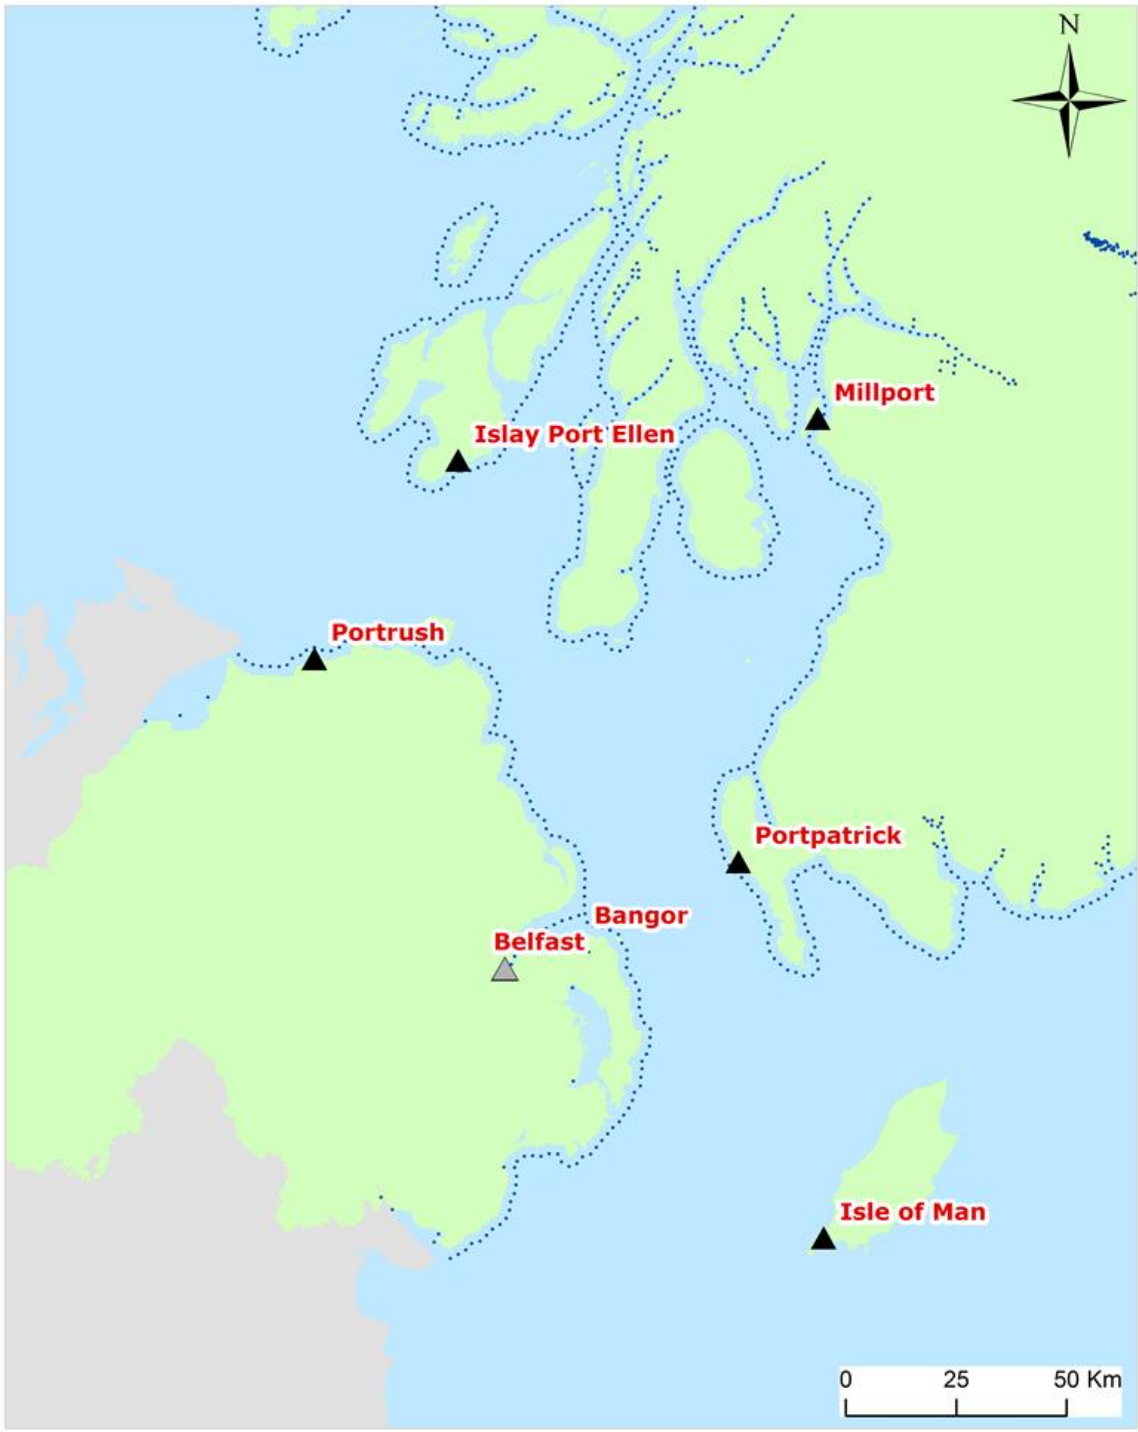 N
Millport
Islay Port Ellen
Portrush
Portpatrick
Bangor
Belfast
Isle of Man
0 25 50 Km